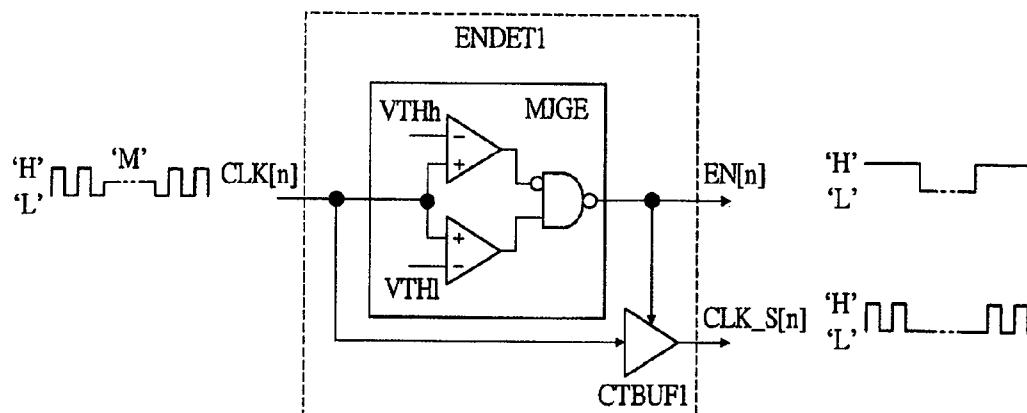 ENDET1
VTHh
MJGE
'H'
'M'
'L'
CLK[n]
EN[n]
'H'
'L'
VTHl
CLK_S[n]
'H'
'L'
CTBUF1